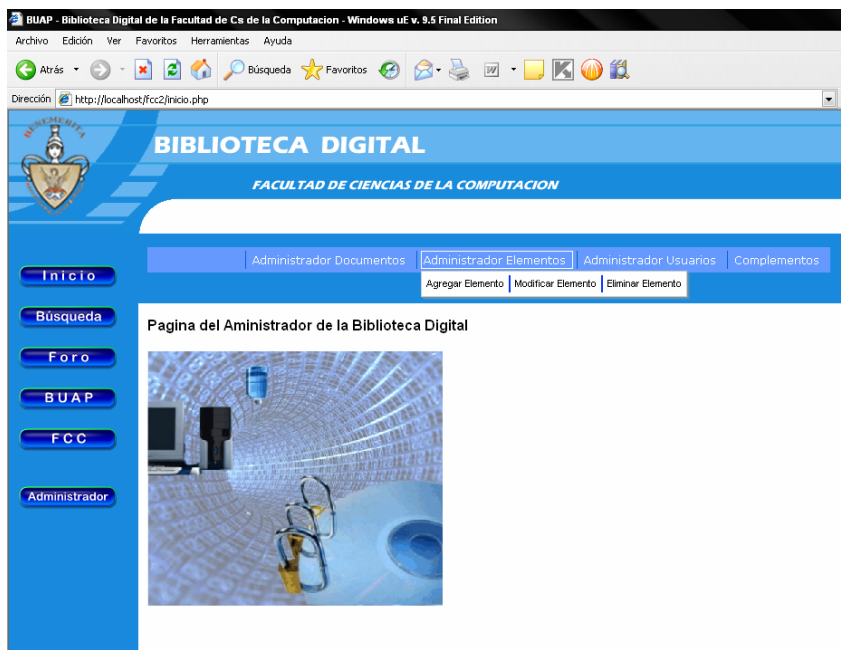 BUAP - Biblioteca Digital de la Facultad de Cs de la Computacion - Windows uE v. 9.5 Final Edition
Archivo Edición Ver Favoritos Herramientas Ayuda
Atrás Búsqueda Favoritos
Dirección http://localhost/fcc2/inicio.php
BENEMERITA
BIBLIOTECA DIGITAL
FACULTAD DE CIENCIAS DE LA COMPUTACION
Administrador Documentos Administrador Elementos Administrador Usuarios Complementos
Agregar Elemento Modificar Elemento Eliminar Elemento
Inicio
Búsqueda
Foro
BUAP
FCC
Administrador
Pagina del Aministrador de la Biblioteca Digital